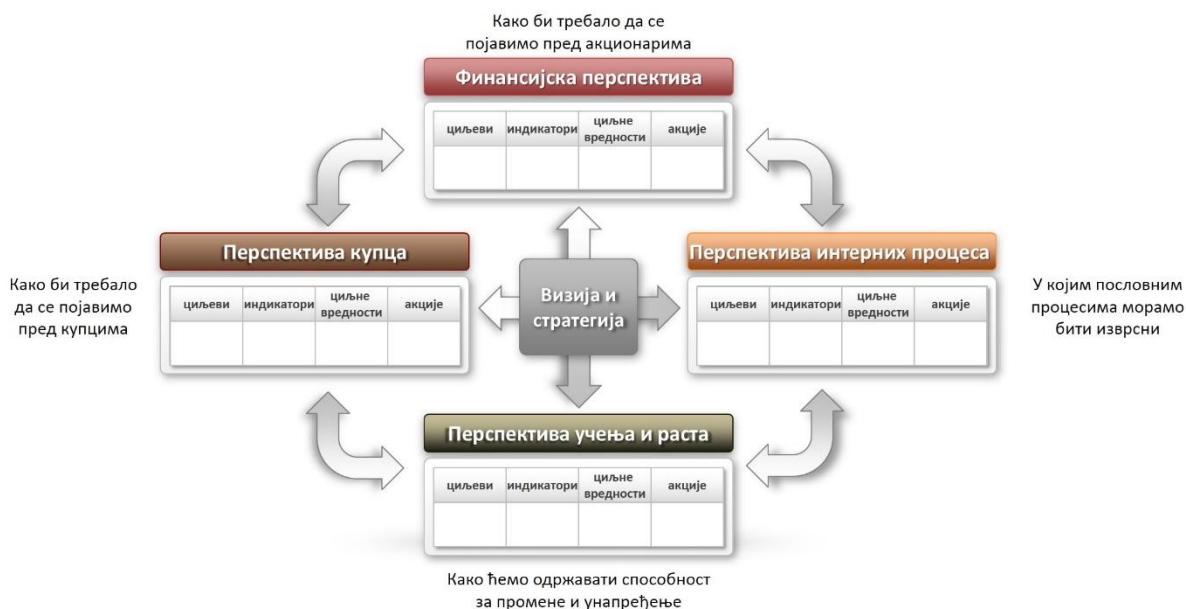 Како би требало да се
појавимо пред акционарима
Финансијска перспектива
циљеви индикатори циљне вредности акције
Перспектива купца
Како би требало
да се појавимо
пред купцима
циљеви индикатори циљне вредности акције
Визија и
стратегија
Перспектива интерних процеса
циљеви индикатори циљне вредности акције
У којим пословним
процесима морамо
бити изврсни
Перспектива учења и раста
циљеви индикатори циљне вредности акције
Како ћемо одржавати способност
за промене и унапређење